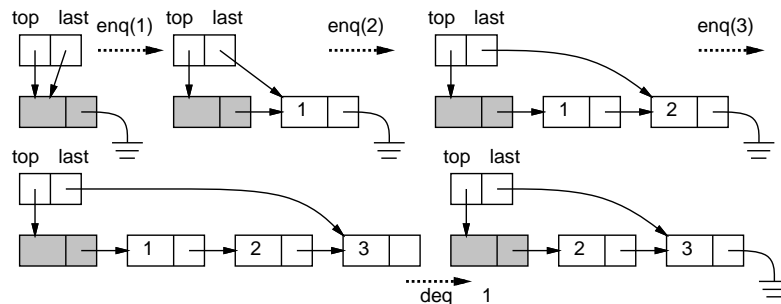 top last enq(1) top last enq(2) top last enq(3)
1 1 2
top last top last
1 2 3 2 3
deq 1